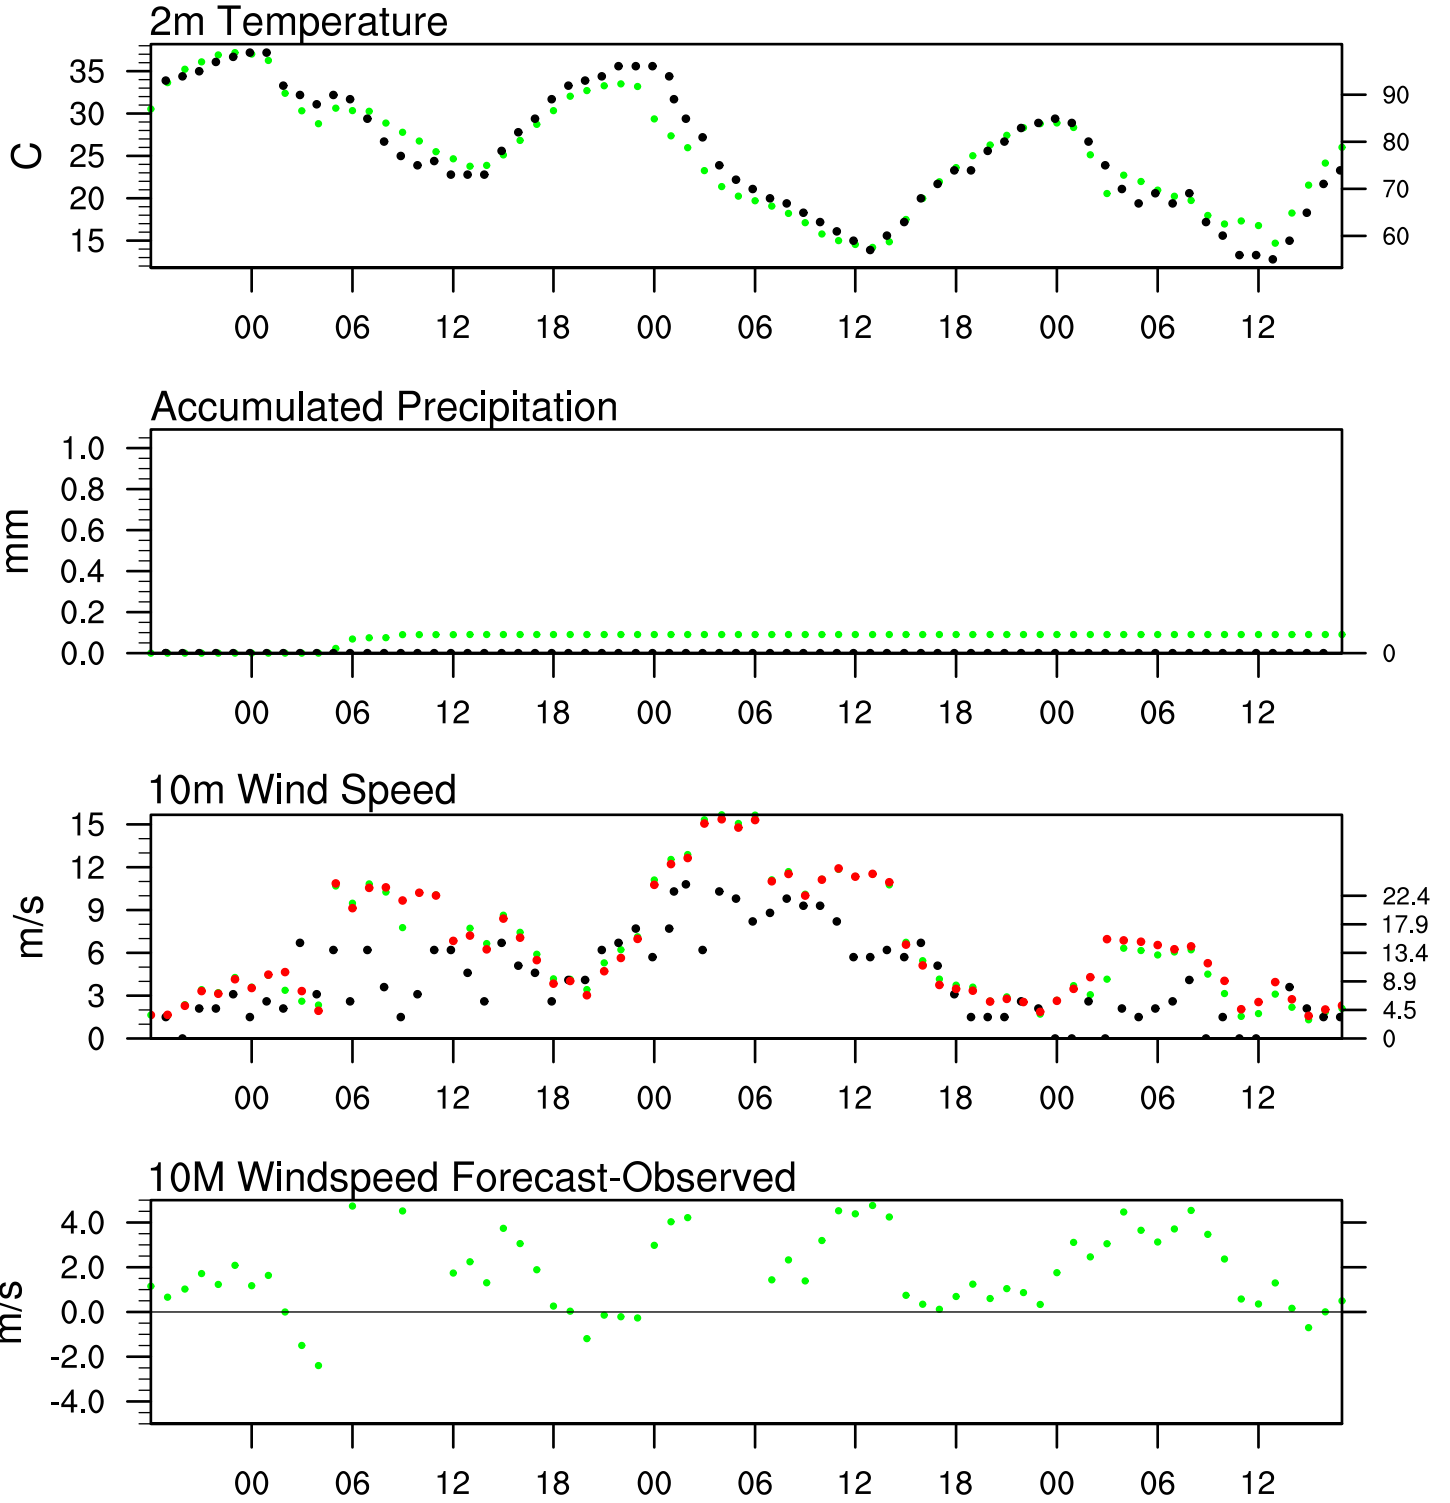 2m Temperature
35
30
25
20
15
C
90
80
70
60
00 06 12 18 00 06 12 18 00 06 12
Accumulated Precipitation
1.0
0.8
0.6
0.4
0.2
0.0
mm
0
00 06 12 18 00 06 12 18 00 06 12
10m Wind Speed
15
12
9
6
3
0
m/s
22.4
17.9
13.4
8.9
4.5
0
00 06 12 18 00 06 12 18 00 06 12
10M Windspeed Forecast-Observed
4.0
2.0
0.0
-2.0
-4.0
m/s
00 06 12 18 00 06 12 18 00 06 12